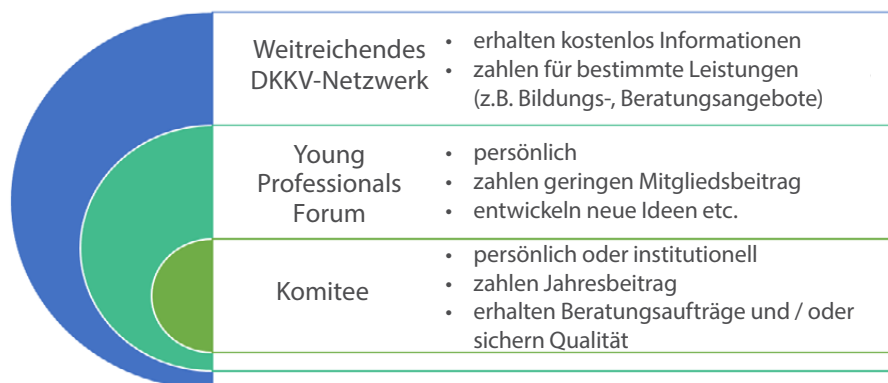 Weitreichendes
DKKV-Netzwerk
• erhalten kostenlos Informationen
• zahlen für bestimmte Leistungen
(z.B. Bildungs-, Beratungsangebote)
Young
Professionals
Forum
• persönlich
• zahlen geringen Mitgliedsbeitrag
• entwickeln neue Ideen etc.
Komitee
• persönlich oder institutionell
• zahlen Jahresbeitrag
• erhalten Beratungsaufträge und / oder
sichern Qualität